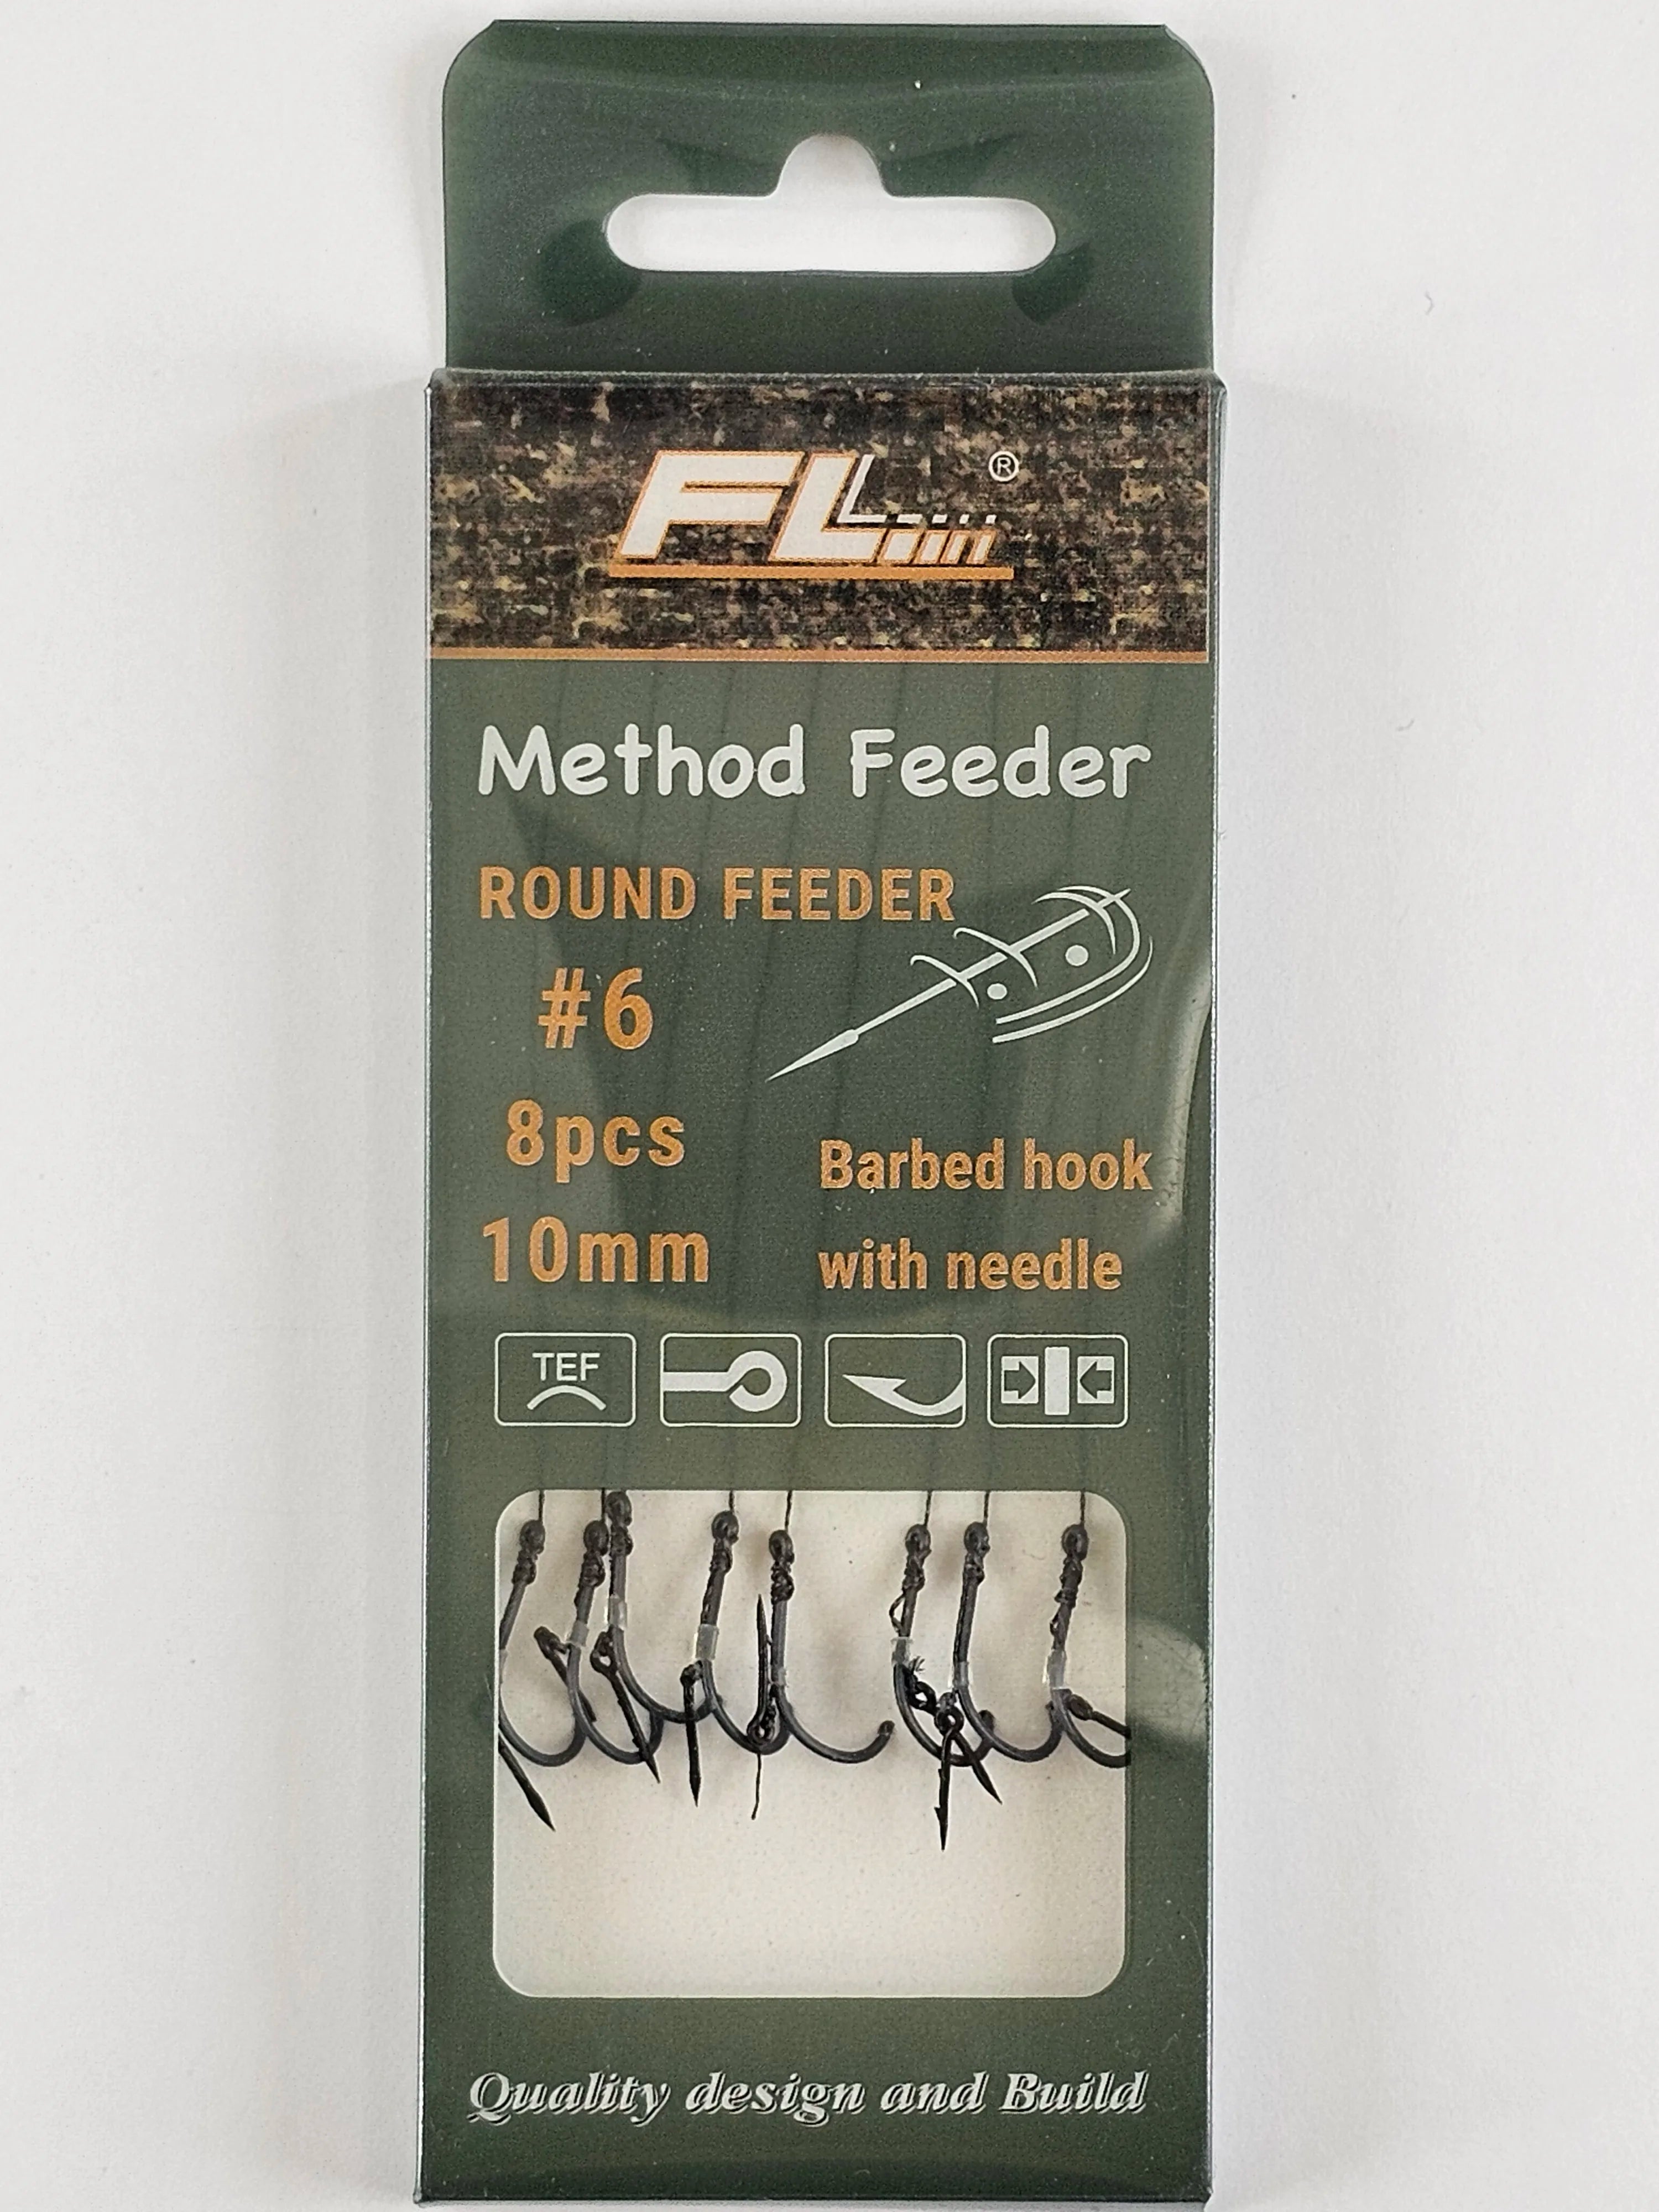 FL
®
Method Feeder
ROUND FEEDER
#6
8pcs
Barbed hook
10mm
with needle
TEF
Quality design and Build